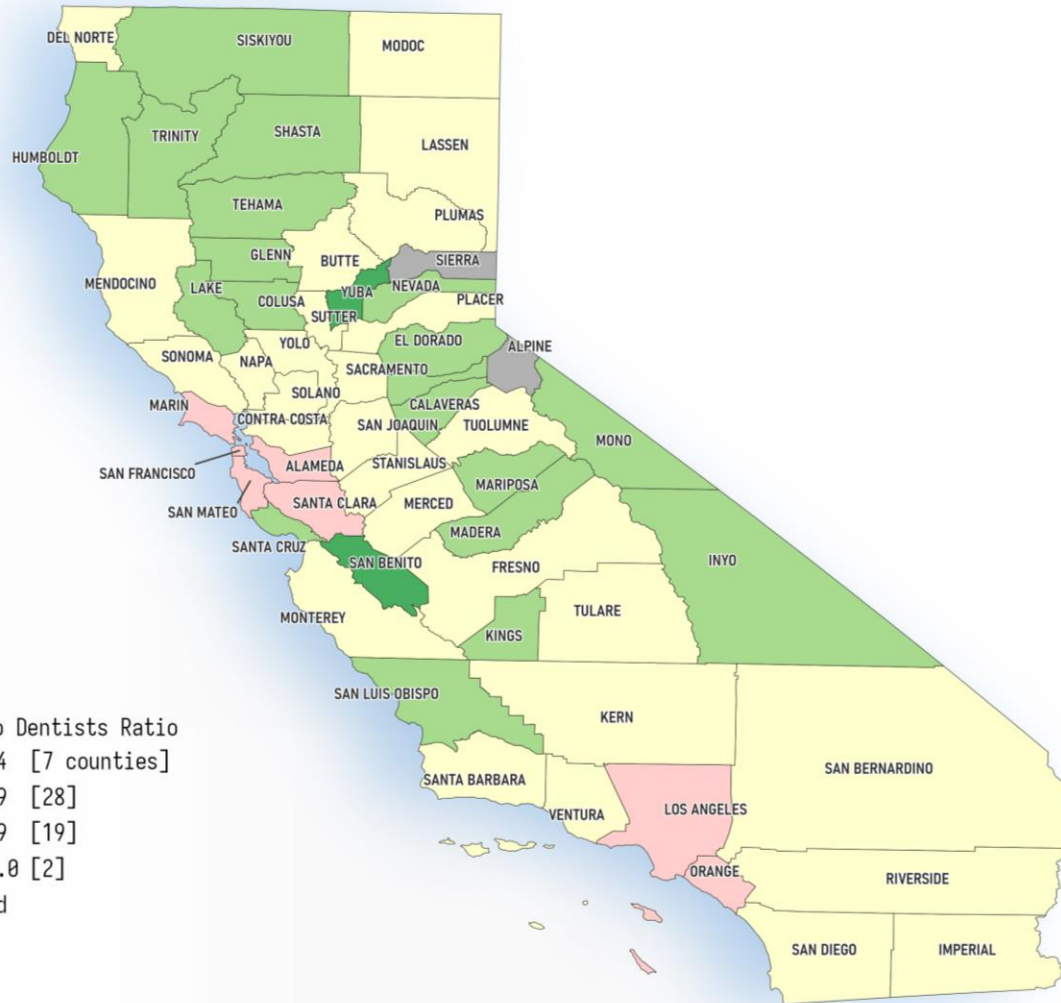 DEL NORTE
SISKIYOU
MODOC
TRINITY
SHASTA
LASSEN
HUMBOLDT
TEHAMA
PLUMAS
GLENN
BUTTE
SIERRA
MENDOCINO
LAKE
COLUSA
YUBA
NEVADA
SUTTER
PLACER
YOLO
EL DORADO
ALPINE
SONOMA
NAPA
SACRAMENTO
SOLANO
MARIN
CONTRA COSTA
CALAVERAS
SAN JOAQUIN
TUOLUMNE
MONO
SAN FRANCISCO
ALAMEDA
STANISLAUS
MARIPOSA
SAN MATEO
SANTA CLARA
MERCED
MADERA
SANTA CRUZ
SAN BENITO
FRESNO
INYO
MONTEREY
KINGS
TULARE
SAN LUIS OBISPO
KERN
Dentists Ratio
4 [7 counties]
9 [28]
9 [19]
.0 [2]
SANTA BARBARA
VENTURA
LOS ANGELES
SAN BERNARDINO
ORANGE
RIVERSIDE
SAN DIEGO
IMPERIAL